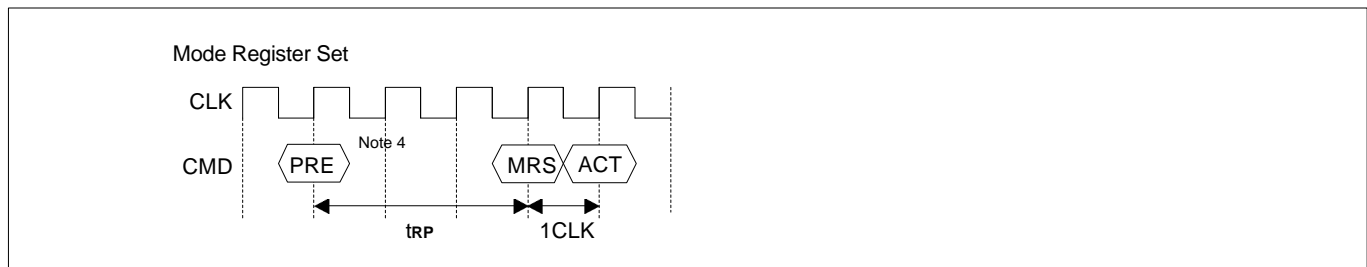 Mode Register Set
CLK
Note 4
CMD PRE MRS ACT
tRP 1CLK